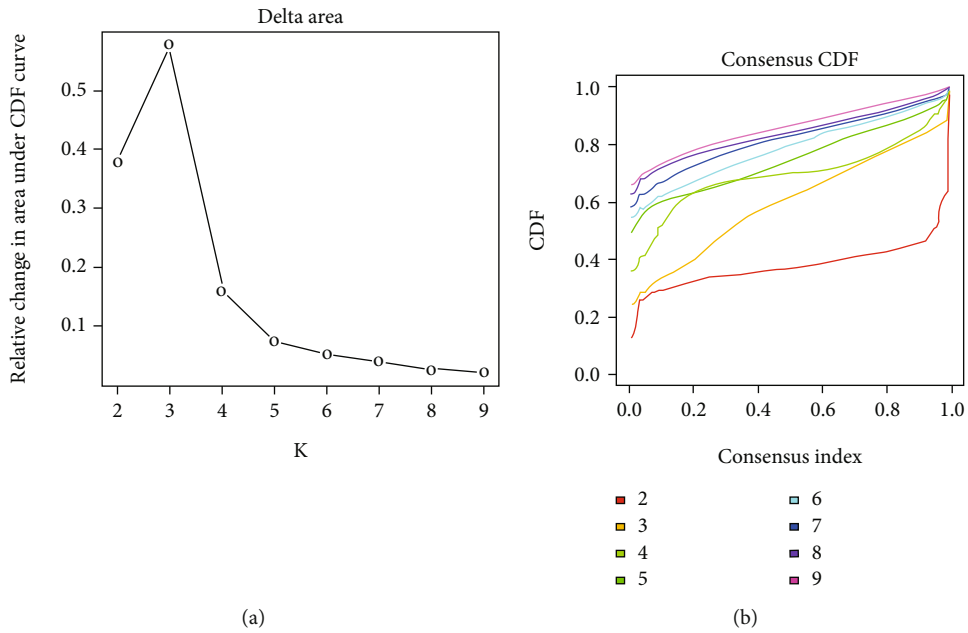 Delta area
Relative change in area under CDF curve
0.5
0.4
0.3
0.2
0.1
2 3 4 5 6 7 8 9
K
(a)
Consensus CDF
CDF
1.0
0.8
0.6
0.4
0.2
0.0
0.0 0.2 0.4 0.6 0.8 1.0
Consensus index
2 6
3 7
4 8
5 9
(b)